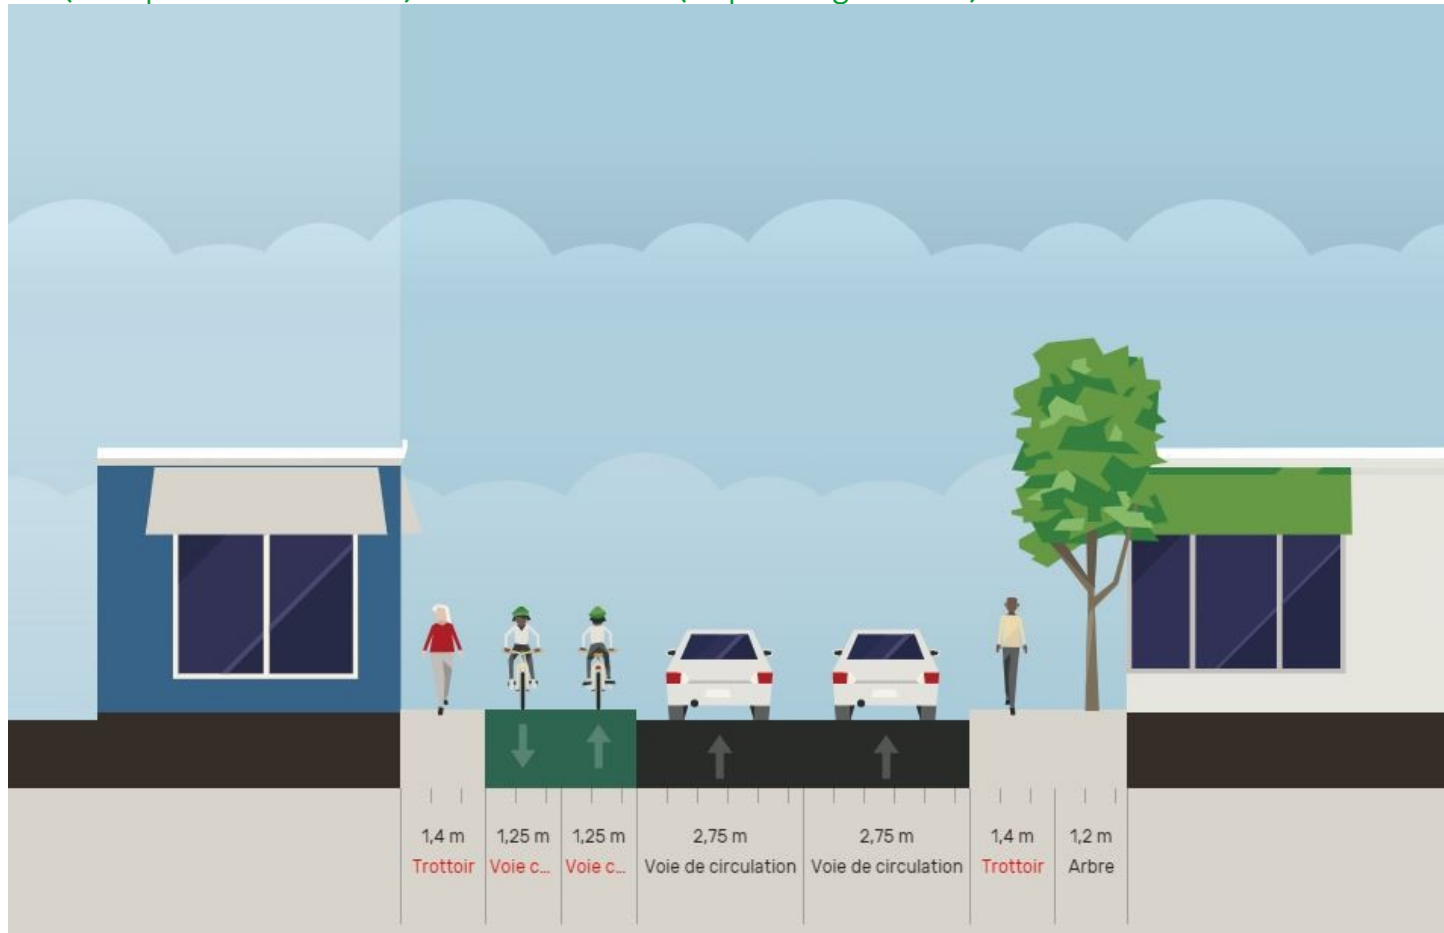 1,4 m 1,25 m 1,25 m 2,75 m 2,75 m 1,4 m 1,2 m
Trottoir Voie c... Voie c... Voie de circulation Voie de circulation Trottoir Arbre